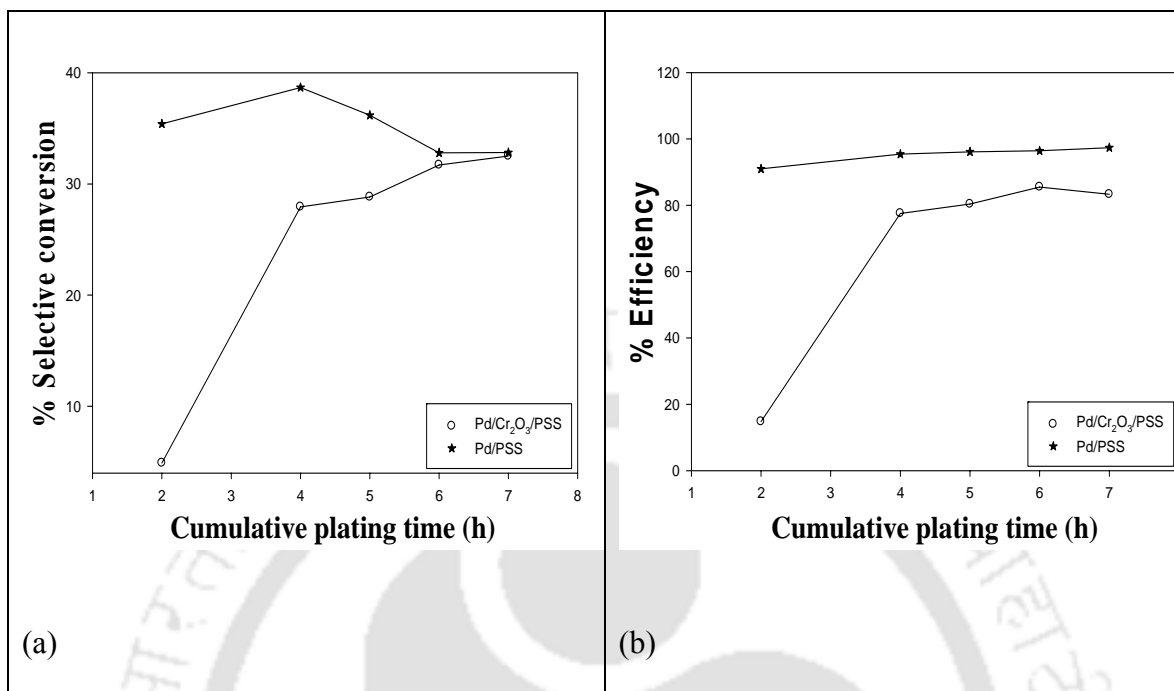 40
30
20
10
1 2 3 4 5 6 7 8
% Selective conversion
Cumulative plating time (h)
Pd/Cr₂O₃/PSS
Pd/PSS
(a)
120
100
80
60
40
20
0
1 2 3 4 5 6 7
% Efficiency
Cumulative plating time (h)
Pd/Cr₂O₃/PSS
Pd/PSS
(b)